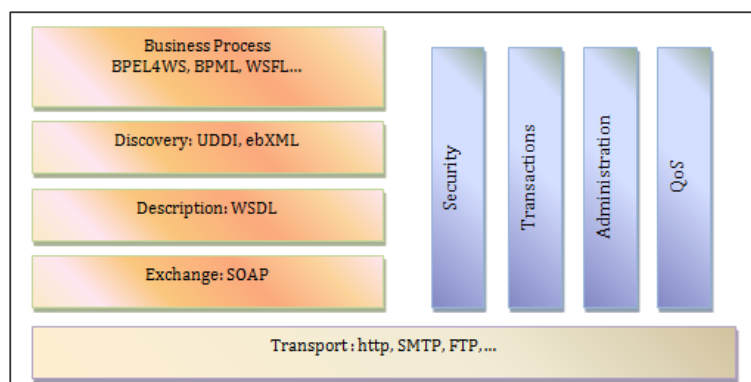 Business Process
BPEL4WS, BPML, WSFL...
Discovery: UDDI, ebXML
Description: WSDL
Exchange: SOAP
Security
Transactions
Administration
QoS
Transport : http, SMTP, FTP,...